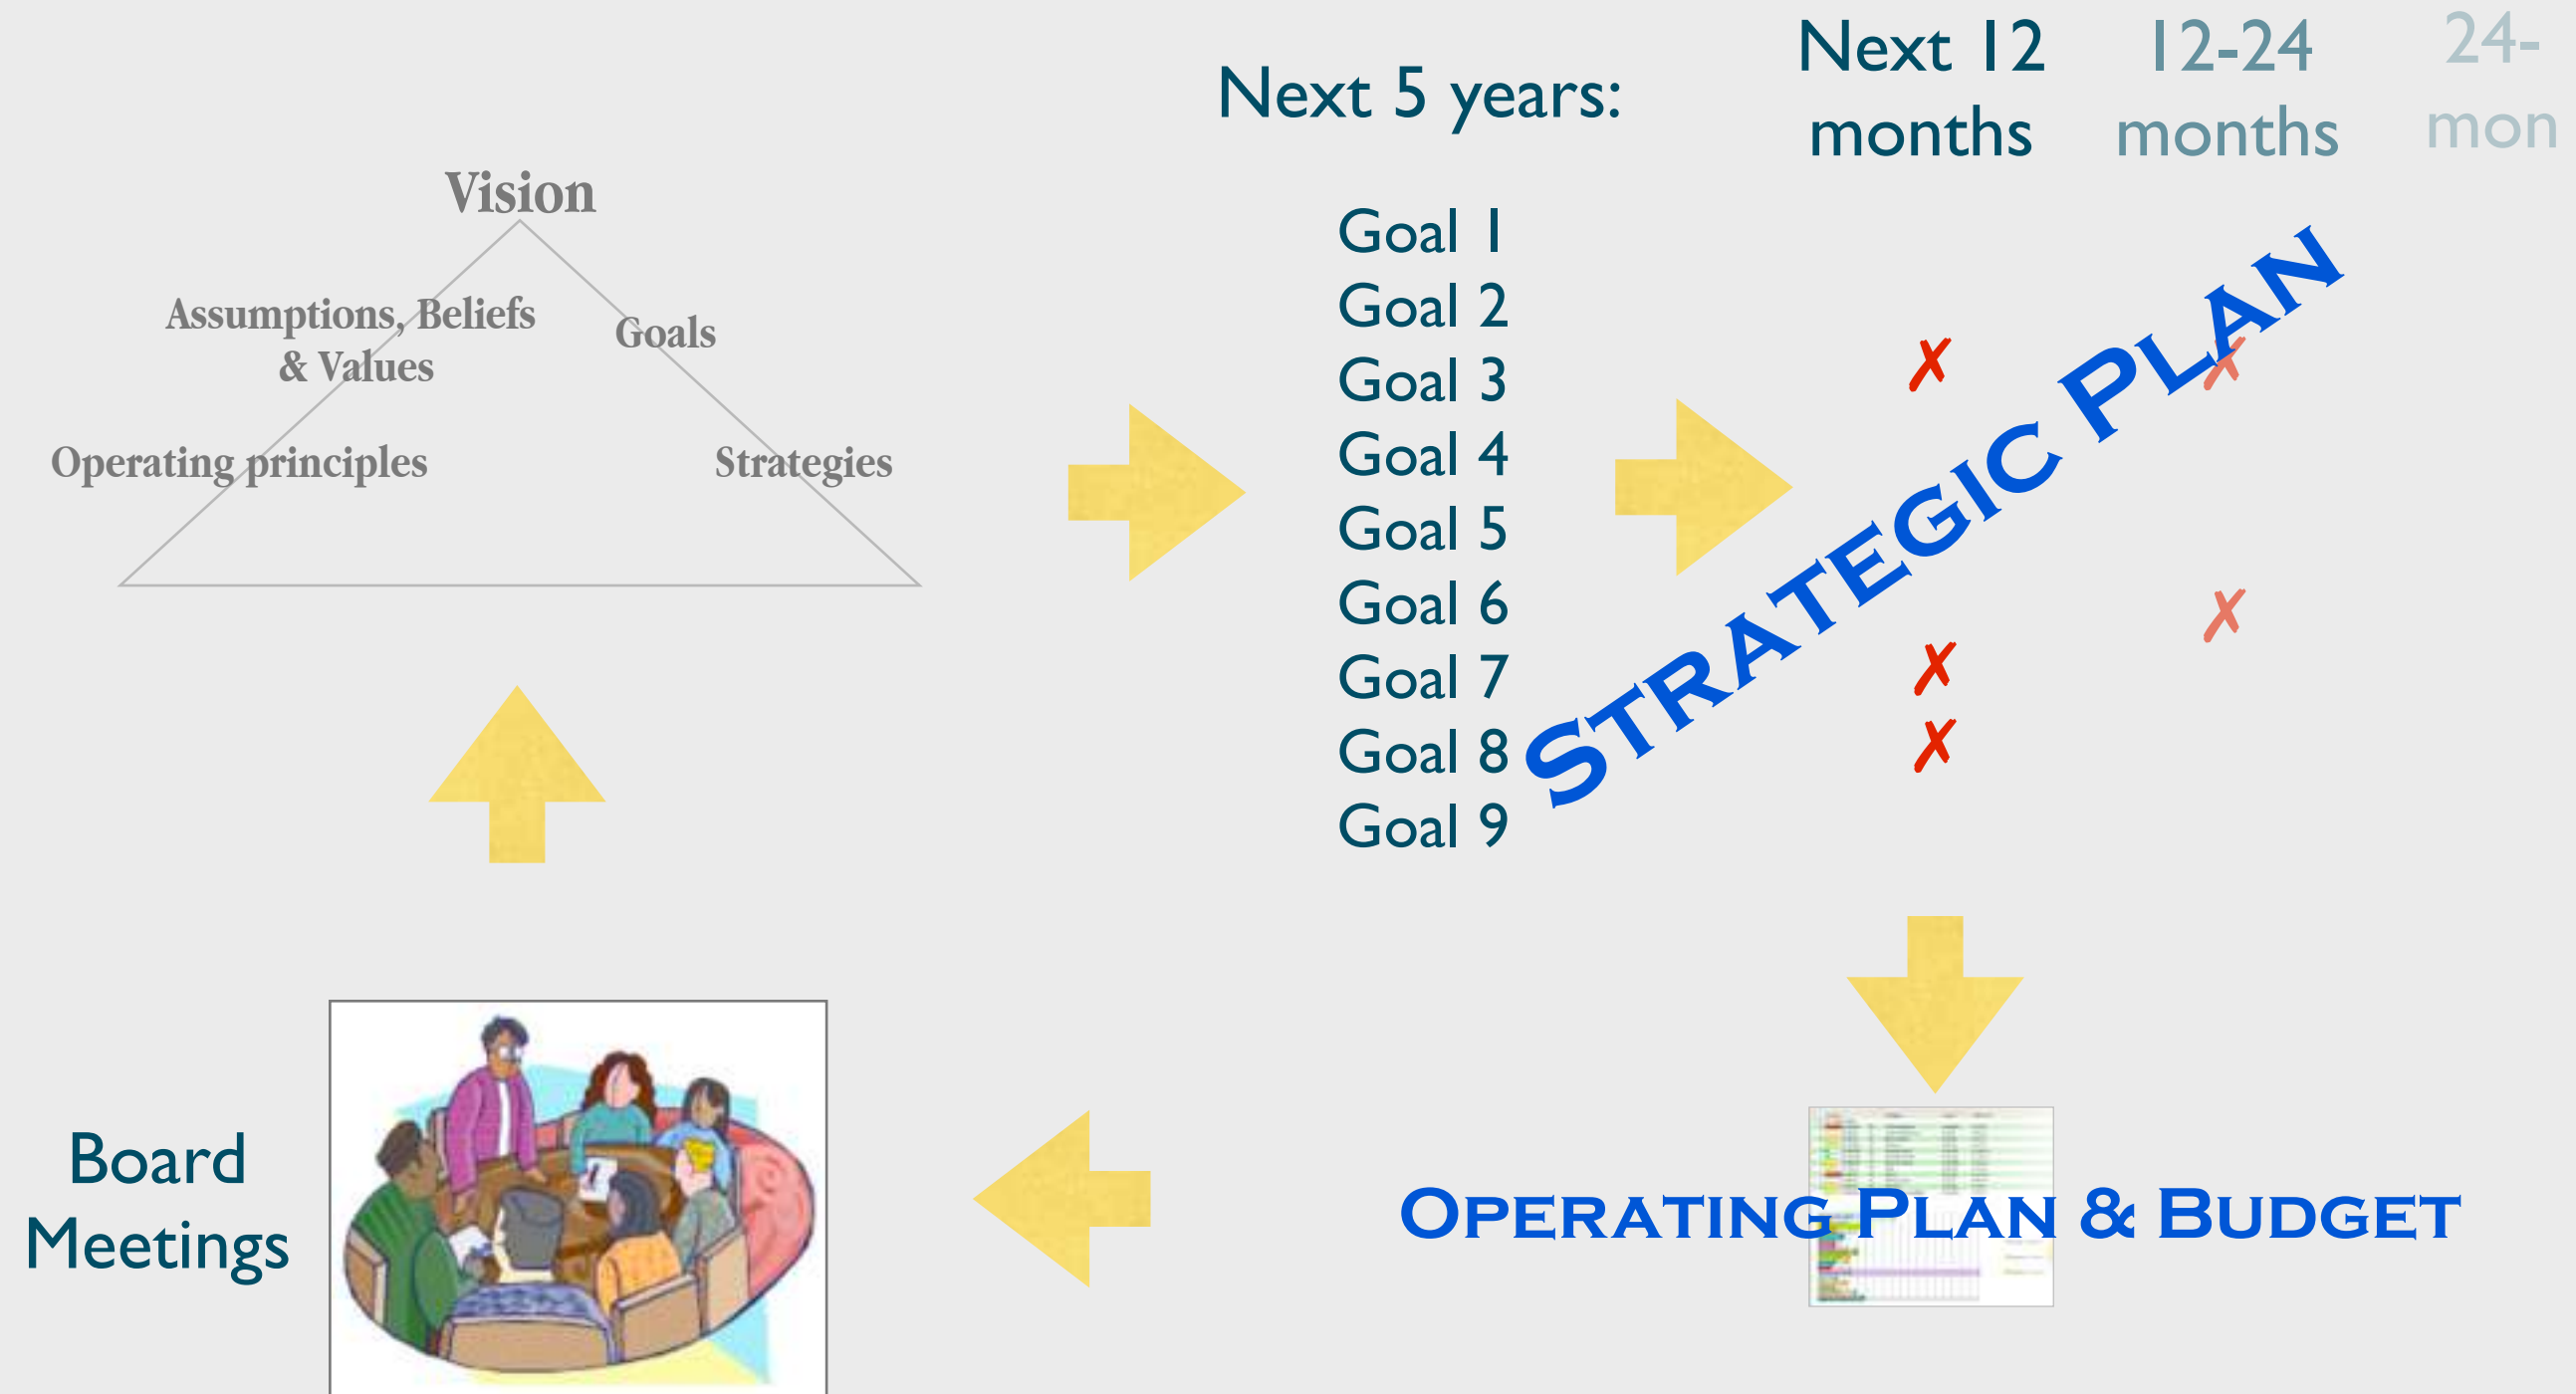 Next 5 years:
Next 12
months
12-24
months
24-
mon
Vision
Assumptions, Beliefs
& Values
Goals
Operating principles
Strategies
Goal 1
Goal 2
Goal 3
Goal 4
Goal 5
Goal 6
Goal 7
Goal 8
Goal 9
✗
✗
✗
✗
✗
STRATEGIC PLAN
Board
Meetings
OPERATING PLAN & BUDGET